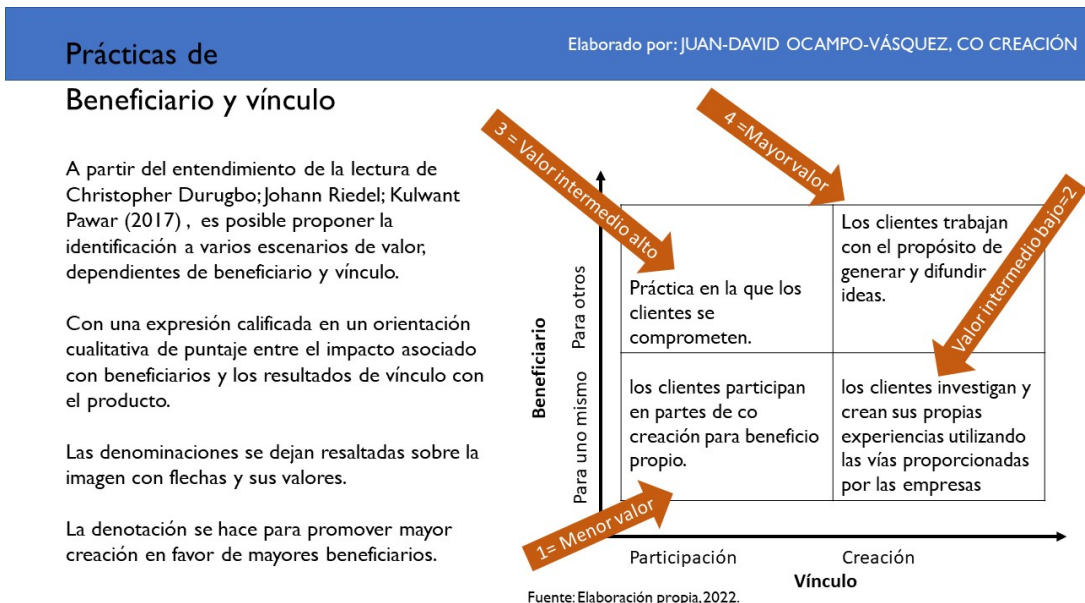 Prácticas de
Elaborado por: JUAN-DAVID OCAMPO-VÁSQUEZ, CO CREACIÓN
Beneficiario y vínculo
A partir del entendimiento de la lectura de
Christopher Durugbo; Johann Riedel; Kulwant
Pawar (2017) , es posible proponer la
identificación a varios escenarios de valor,
dependientes de beneficiario y vínculo.
Con una expresión calificada en un orientación
cualitativa de puntaje entre el impacto asociado
con beneficiarios y los resultados de vínculo con
el producto.
Las denominaciones se dejan resaltadas sobre la
imagen con flechas y sus valores.
La denotación se hace para promover mayor
creación en favor de mayores beneficiarios.
3 = Valor intermedio alto
4 =Mayor valor
Valor intermedio bajo=2
1= Menor valor
Beneficiario
Para otros
Para uno mismo
Práctica en la que los
clientes se
comprometen.
Los clientes trabajan
con el propósito de
generar y difundir
ideas.
los clientes participan
en partes de co
creación para beneficio
propio.
los clientes investigan y
crean sus propias
experiencias utilizando
las vías proporcionadas
por las empresas
Participación
Creación
Vínculo
Fuente: Elaboración propia, 2022.